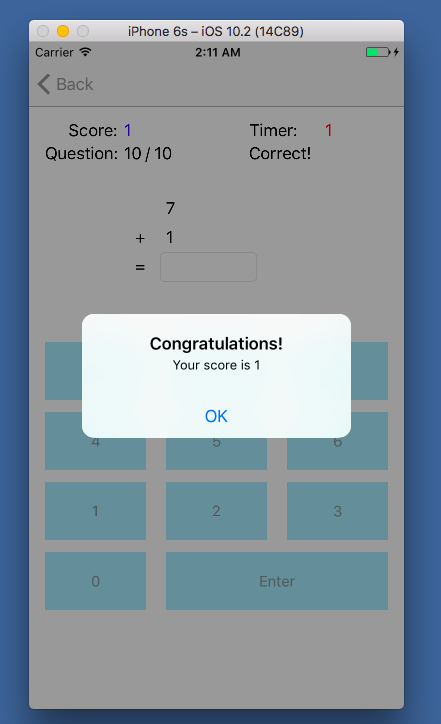 iPhone 6s – iOS 10.2 (14C89)
Carrier 2:11 AM
Back
Score: 1 Timer: 1
Question: 10 / 10 Correct!
7
+ 1
=
Congratulations!
Your score is 1
OK
4 5 6
1 2 3
0 Enter